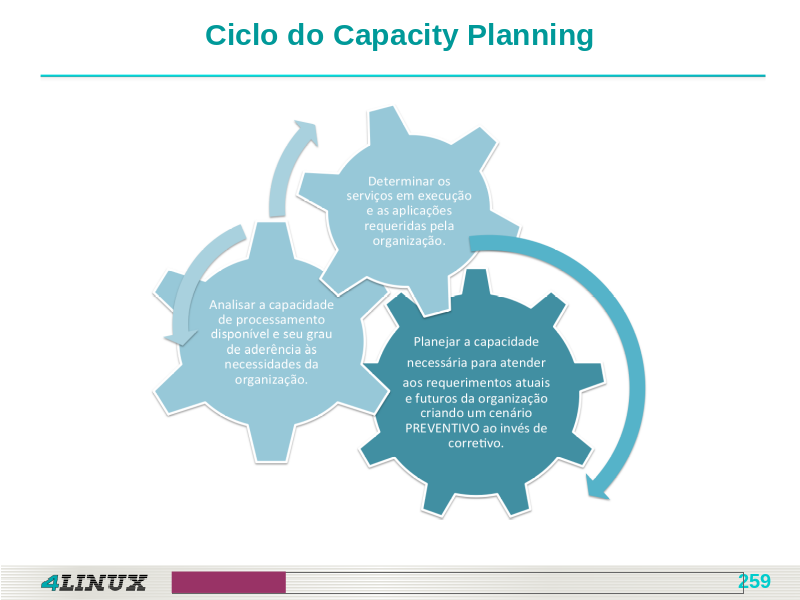 Ciclo do Capacity Planning
Determinar os
serviços em execução
e as aplicações
requeridas pela
organização.
Analisar a capacidade
de processamento
disponível e seu grau
de aderência às
necessidades da
organização.
Planejar a capacidade
necessária para atender
aos requerimentos atuais
e futuros da organização
criando um cenário
PREVENTIVO ao invés de
corretivo.
4LINUX
259